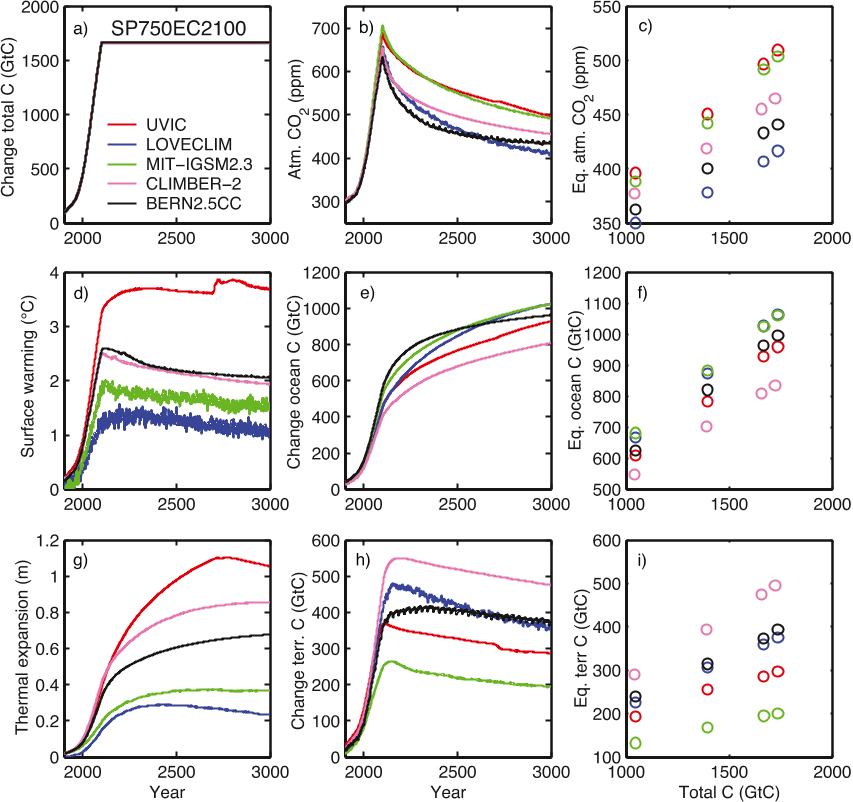 a)
SP750EC2100
Change total C (GtC)
2000
1500
1000
500
0
UVIC
LOVECLIM
MIT−IGSM2.3
CLIMBER−2
BERN2.5CC
2000 2500 3000
b)
Atm. CO2 (ppm)
700
600
500
400
300
2000 2500 3000
c)
Eq. atm. CO2 (ppm)
550
500
450
400
350
1000 1500 2000
d)
Surface warming (°C)
4
3
2
1
0
2000 2500 3000
e)
Change ocean C (GtC)
1200
1000
800
600
400
200
0
2000 2500 3000
f)
Eq. ocean C (GtC)
1200
1100
1000
900
800
700
600
500
1000 1500 2000
g)
Thermal expansion (m)
1.2
1
0.8
0.6
0.4
0.2
0
2000 2500 3000
Year
h)
Change terr. C (GtC)
600
500
400
300
200
100
0
2000 2500 3000
Year
i)
Eq. terr C (GtC)
600
500
400
300
200
100
1000 1500 2000
Total C (GtC)